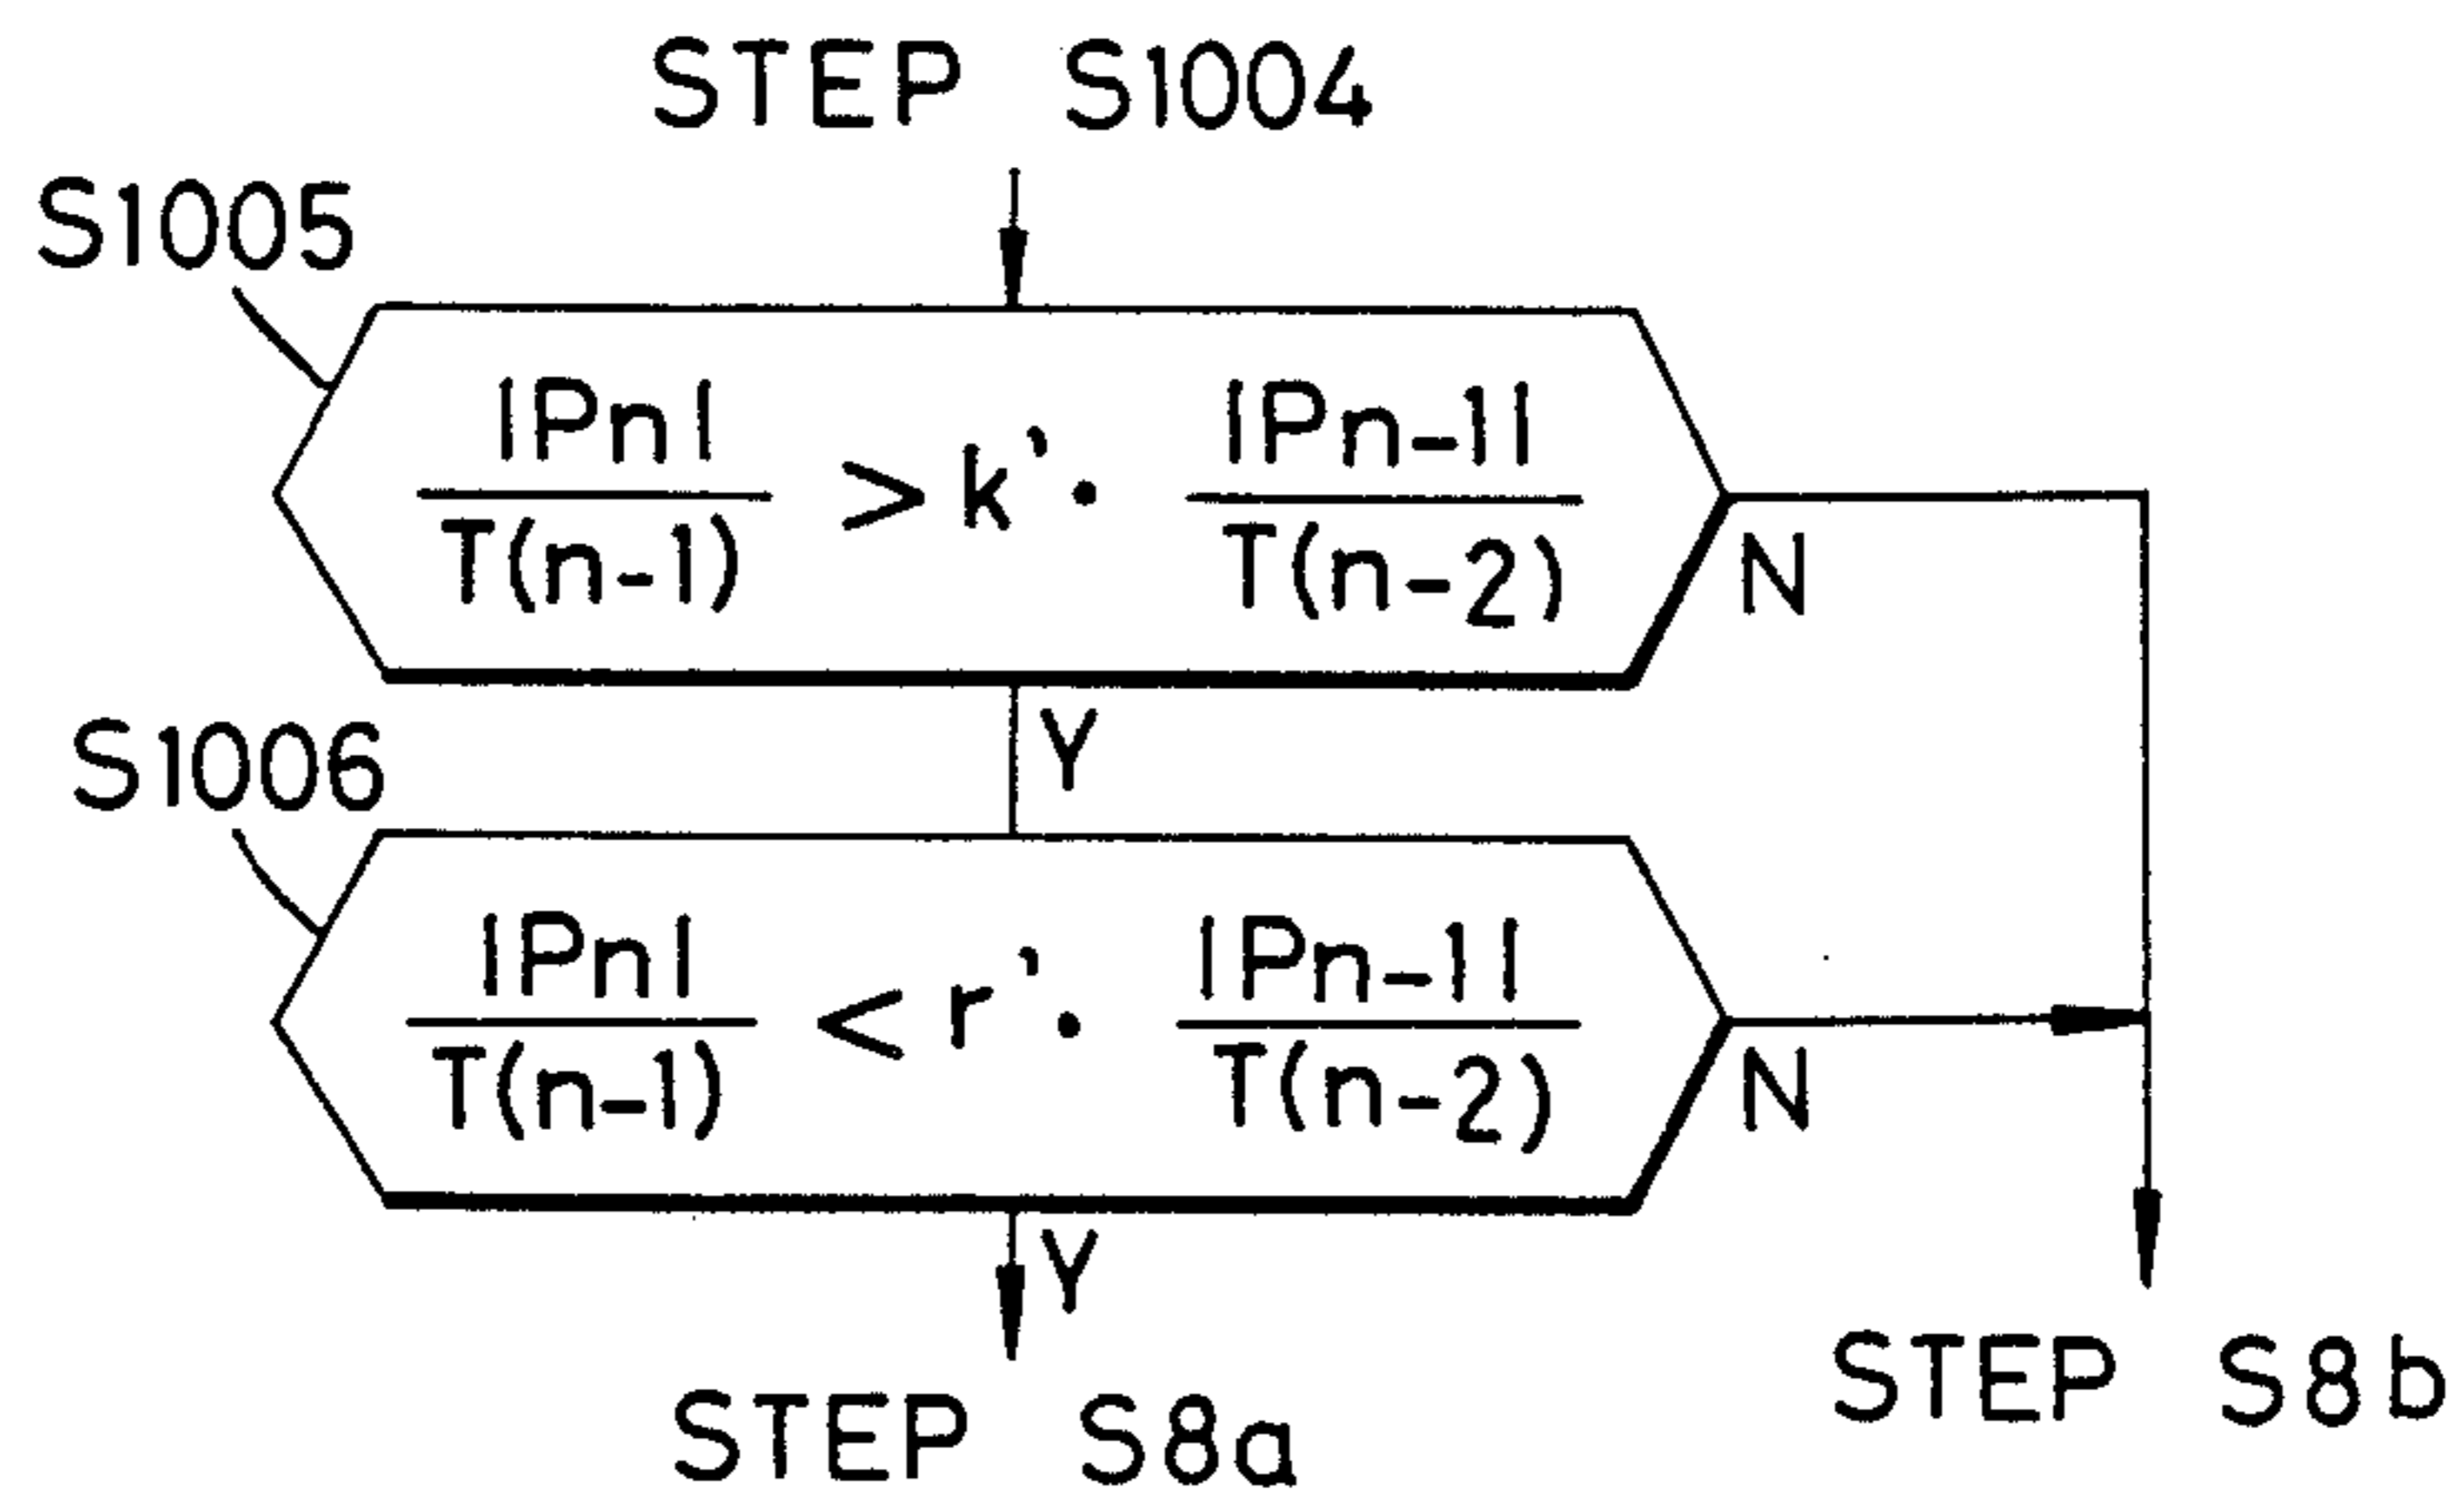 STEP S1004
S1005
|Pn| / T(n-1) > k'• |Pn-1| / T(n-2)
N
Y
S1006
|Pn| / T(n-1) < r'• |Pn-1| / T(n-2)
N
Y
STEP S8b
STEP S8a